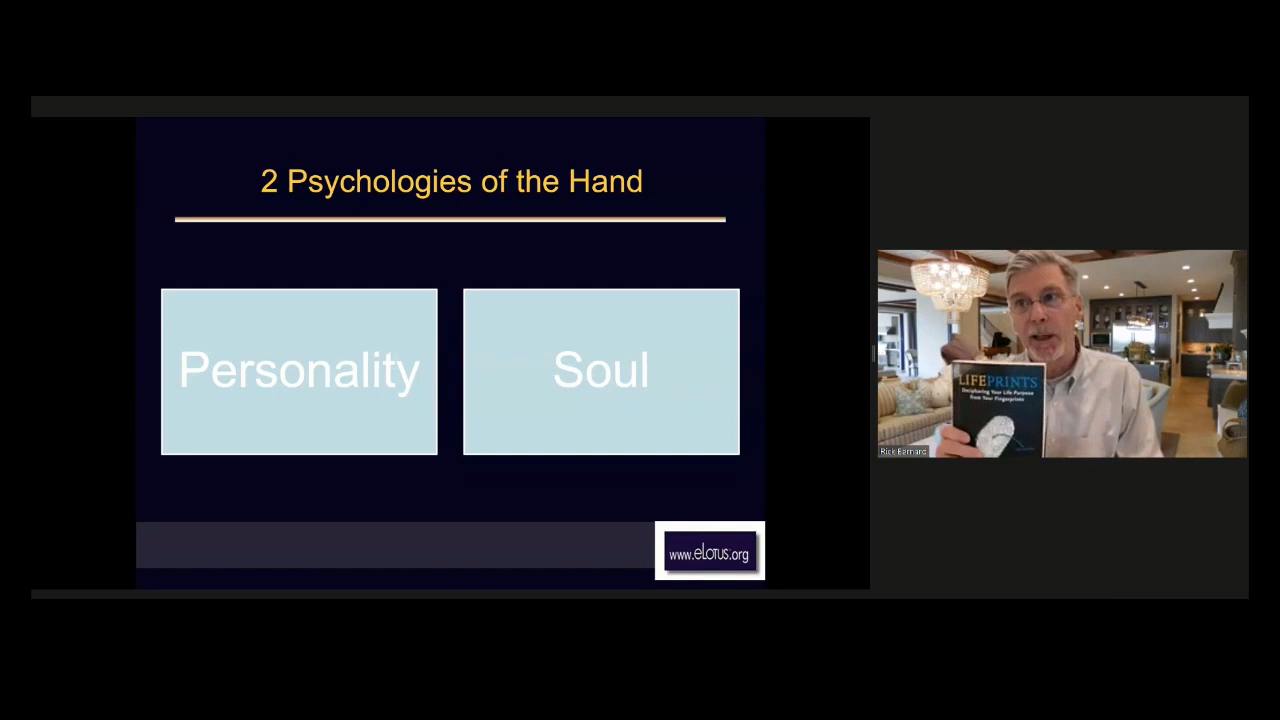 2 Psychologies of the Hand
Personality
Soul
www.eLotus.org
LIFEPRINTS
Deciphering Your Life Purpose
from Your Fingerprints
Rick Bernard